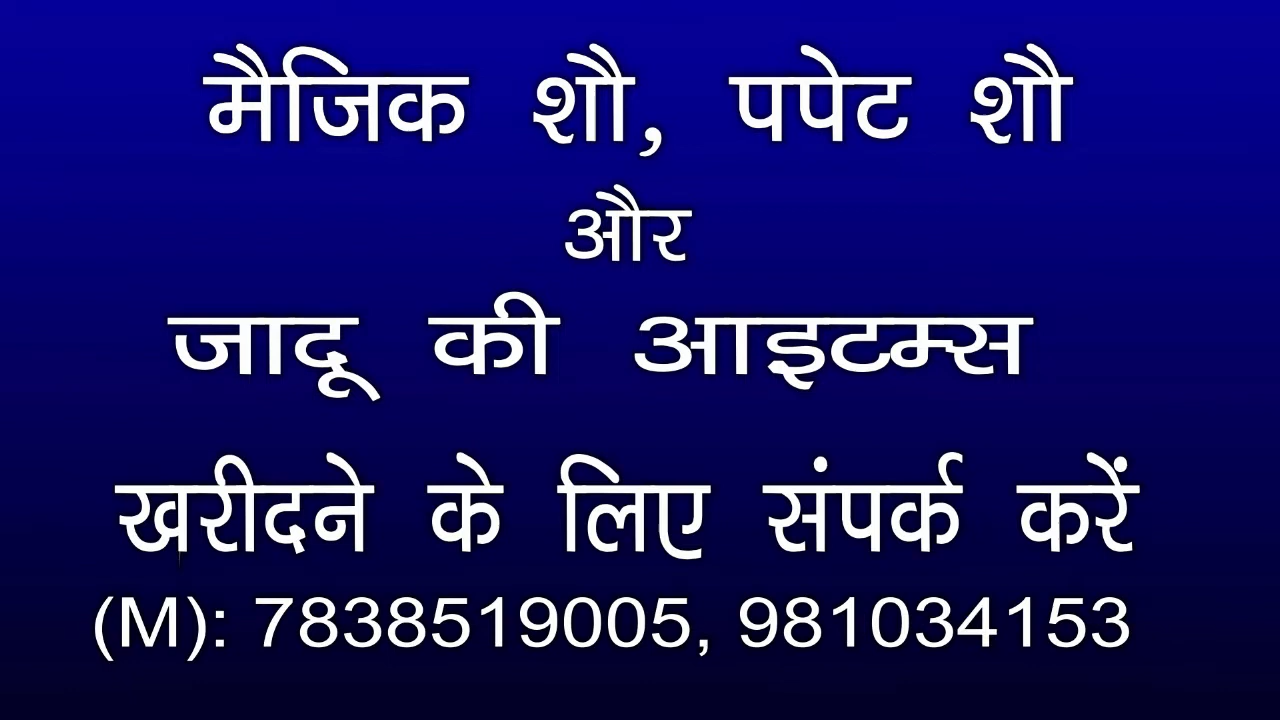 मैजिक शौ, पपेट शौ
और
जादू की आइटम्स
खरीदने के लिए संपर्क करें
(M): 7838519005, 981034153